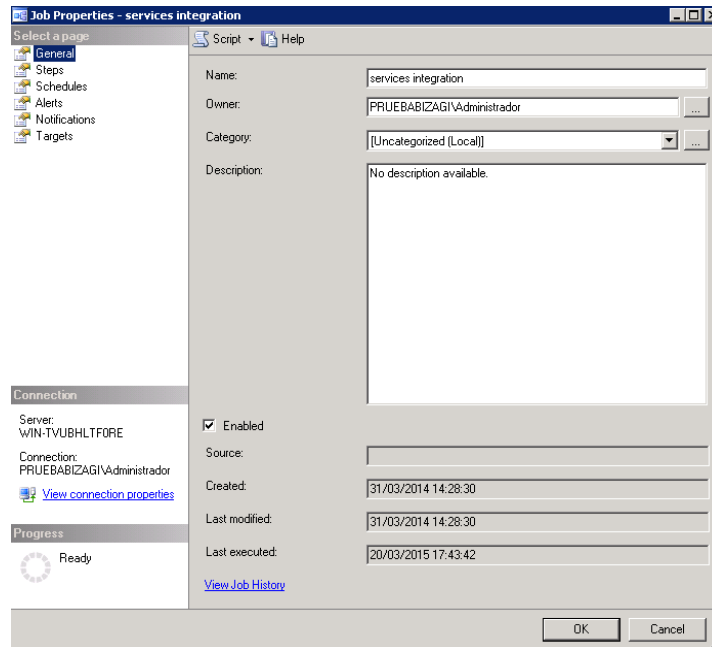 Job Properties - services integration
Select a page
General
Steps
Schedules
Alerts
Notifications
Targets
Script Help
Name: services integration
Owner: PRUEBABIZAGI\Administrador ...
Category: [Uncategorized (Local)] ...
Description: No description available.
Connection
Server:
WIN-TVUBHLTF0RE
Connection:
PRUEBABIZAGI\Administrador
View connection properties
Progress
Ready
Enabled
Source:
Created: 31/03/2014 14:28:30
Last modified: 31/03/2014 14:28:30
Last executed: 20/03/2015 17:43:42
View Job History
OK Cancel